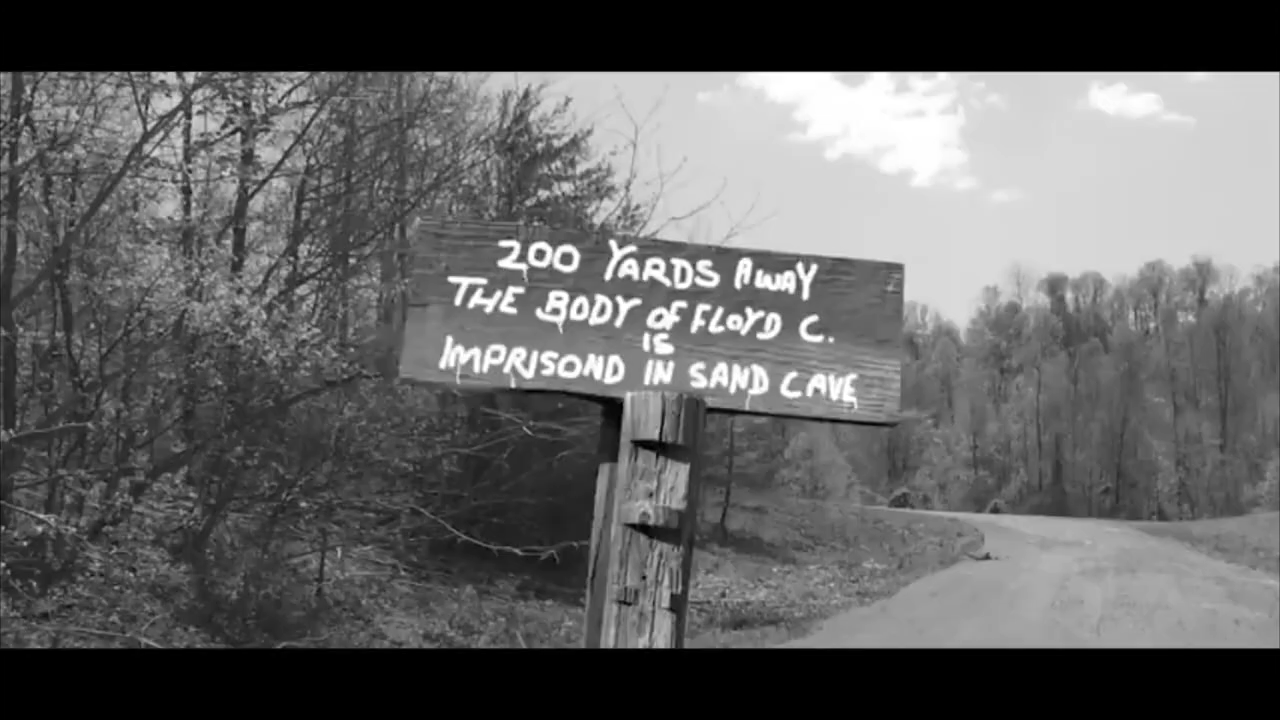 200 YARDS AWAY
THE BODY OF FLOYD C.
IS
IMPRISOND IN SAND CAVE